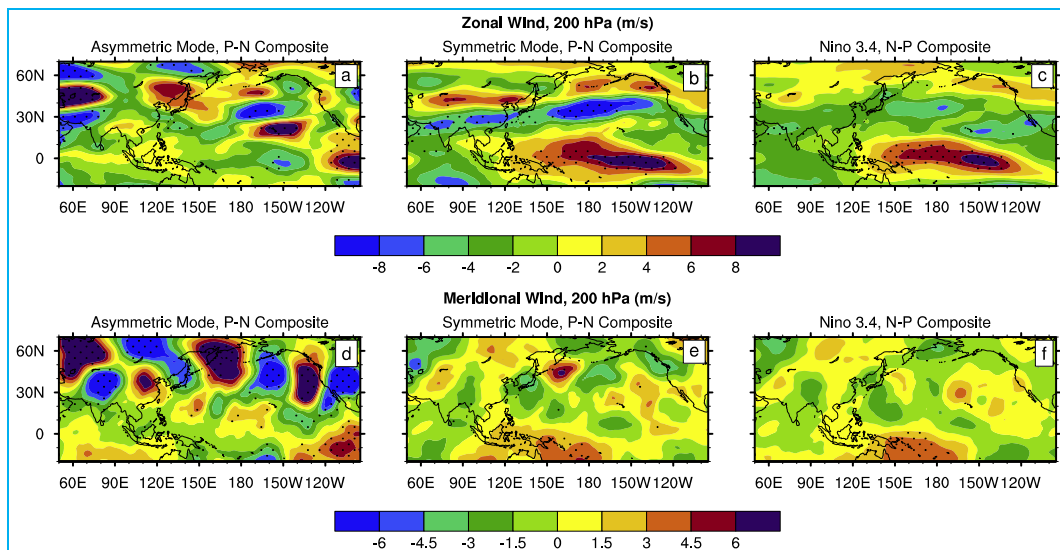 Zonal Wind, 200 hPa (m/s)
Asymmetric Mode, P-N Composite
Symmetric Mode, P-N Composite
Nino 3.4, N-P Composite
60N
30N
0
a
b
c
60E 90E 120E 150E 180 150W 120W
60E 90E 120E 150E 180 150W 120W
60E 90E 120E 150E 180 150W 120W
-8 -6 -4 -2 0 2 4 6 8
Meridional Wind, 200 hPa (m/s)
Asymmetric Mode, P-N Composite
Symmetric Mode, P-N Composite
Nino 3.4, N-P Composite
60N
30N
0
d
e
f
60E 90E 120E 150E 180 150W 120W
60E 90E 120E 150E 180 150W 120W
60E 90E 120E 150E 180 150W 120W
-6 -4.5 -3 -1.5 0 1.5 3 4.5 6